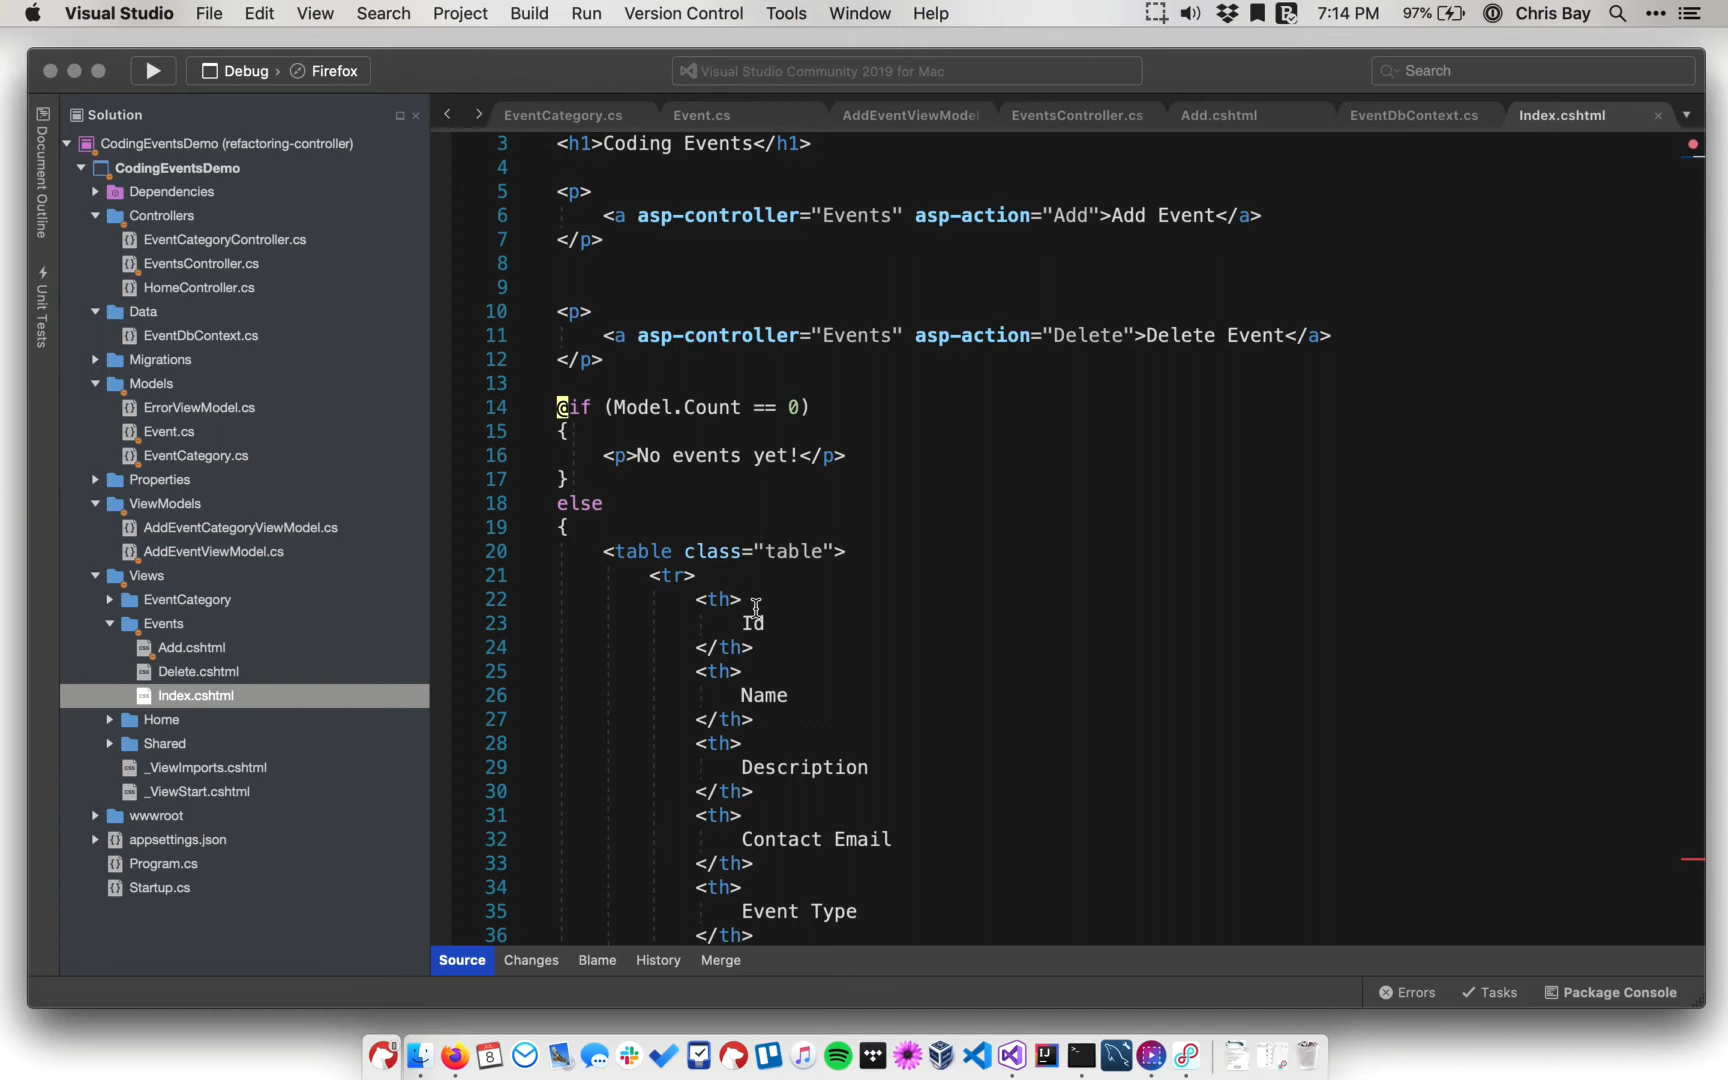 Visual Studio File Edit View Search Project Build Run Version Control Tools Window Help 7:14 PM 97% Chris Bay
Debug › Firefox Visual Studio Community 2019 for Mac Search
Document Outline
Unit Tests
Solution
CodingEventsDemo (refactoring-controller)
CodingEventsDemo
Dependencies
Controllers
EventCategoryController.cs
EventsController.cs
HomeController.cs
Data
EventDbContext.cs
Migrations
Models
ErrorViewModel.cs
Event.cs
EventCategory.cs
Properties
ViewModels
AddEventCategoryViewModel.cs
AddEventViewModel.cs
Views
EventCategory
Events
Add.cshtml
Delete.cshtml
Index.cshtml
Home
Shared
_ViewImports.cshtml
_ViewStart.cshtml
wwwroot
appsettings.json
Program.cs
Startup.cs
EventCategory.cs Event.cs AddEventViewModel EventsController.cs Add.cshtml EventDbContext.cs Index.cshtml
3 <h1>Coding Events</h1>
4
5 <p>
6 <a asp-controller="Events" asp-action="Add">Add Event</a>
7 </p>
8
9
10 <p>
11 <a asp-controller="Events" asp-action="Delete">Delete Event</a>
12 </p>
13
14 @if (Model.Count == 0)
15 {
16 <p>No events yet!</p>
17 }
18 else
19 {
20 <table class="table">
21 <tr>
22 <th>
23 Id
24 </th>
25 <th>
26 Name
27 </th>
28 <th>
29 Description
30 </th>
31 <th>
32 Contact Email
33 </th>
34 <th>
35 Event Type
36 </th>
Source Changes Blame History Merge
Errors Tasks Package Console
8